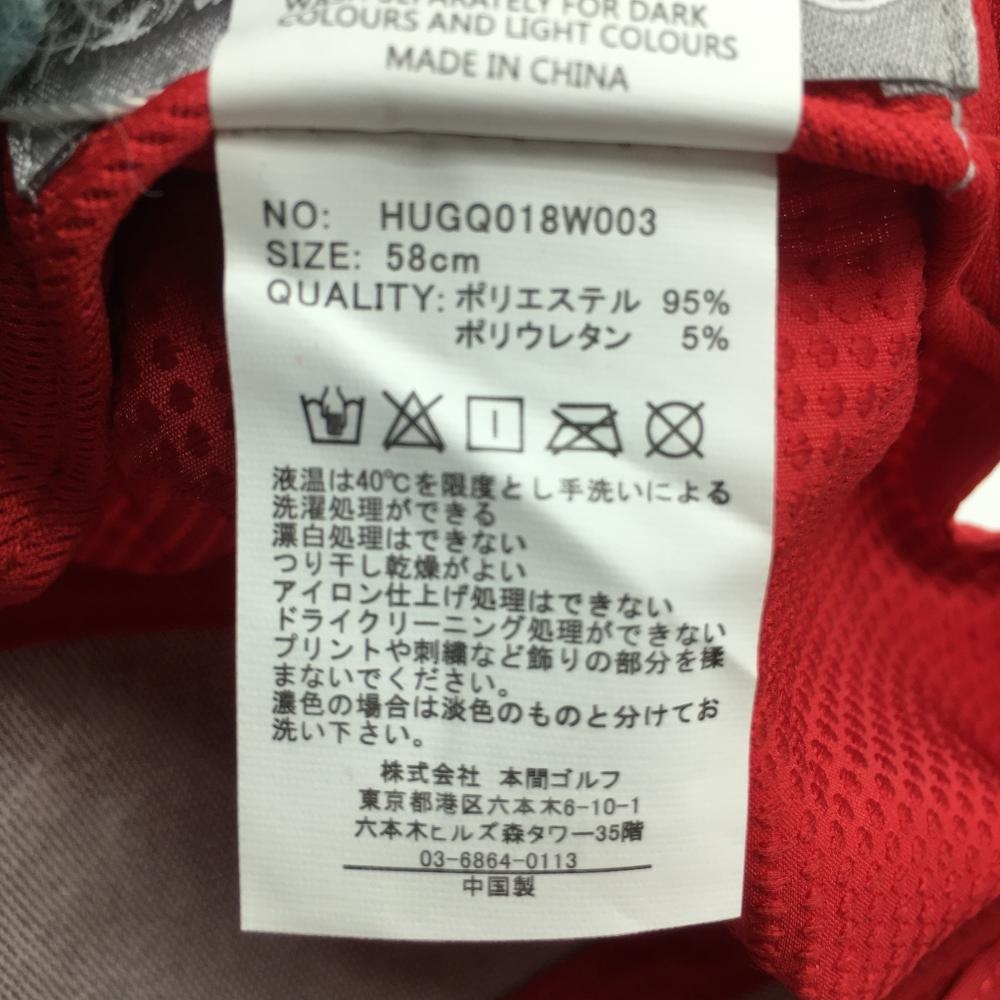 WASH SEPARATELY FOR DARK
COLOURS AND LIGHT COLOURS
MADE IN CHINA
NO: HUGQ018W003
SIZE: 58cm
QUALITY: ポリエステル 95%
ポリウレタン 5%
液温は40℃を限度とし手洗いによる
洗濯処理ができる
漂白処理はできない
つり干し乾燥がよい
アイロン仕上げ処理はできない
ドライクリーニング処理ができない
プリントや刺繍など飾りの部分を揉
まないでください。
濃色の場合は淡色のものと分けてお
洗い下さい。
株式会社 本間ゴルフ
東京都港区六本木6-10-1
六本木ヒルズ森タワー35階
03-6864-0113
中国製